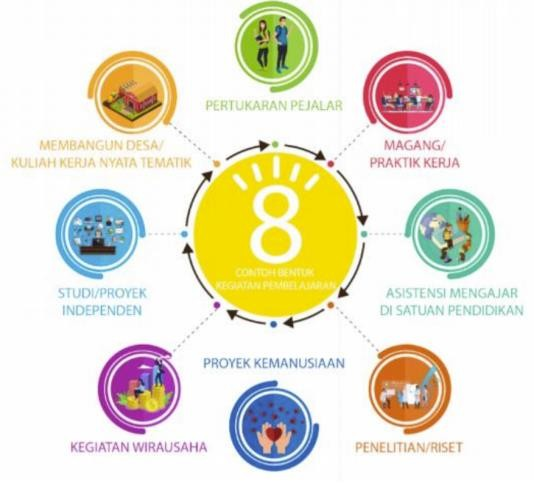 PERTUKARAN PEJALAR
MAGANG/
PRAKTIK KERJA
ASISTENSI MENGAJAR
DI SATUAN PENDIDIKAN
PENELITIAN/RISET
PROYEK KEMANUSIAAN
KEGIATAN WIRAUSAHA
STUDI/PROYEK
INDEPENDEN
MEMBANGUN DESA/
KULIAH KERJA NYATA TEMATIK
8
CONTOH BENTUK
KEGIATAN PEMBELAJARAN